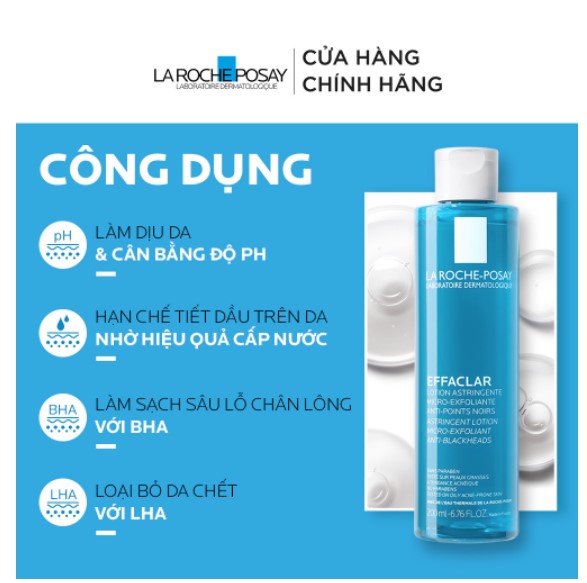 LA ROCHE POSAY
LABORATOIRE DERMATOLOGIQUE
CỬA HÀNG
CHÍNH HÃNG
CÔNG DỤNG
pH
LÀM DỊU DA
& CÂN BẰNG ĐỘ PH
HẠN CHẾ TIẾT DẦU TRÊN DA
NHỜ HIỆU QUẢ CẤP NƯỚC
BHA
LÀM SẠCH SÂU LỖ CHÂN LÔNG
VỚI BHA
LHA
LOẠI BỎ DA CHẾT
VỚI LHA
LA ROCHE-POSAY
LABORATOIRE DERMATOLOGIQUE
EFFACLAR
LOTION ASTRINGENTE
MICRO-EXFOLIANTE
ANTI-POINTS NOIRS
ASTRINGENT LOTION
MICRO-EXFOLIANT
ANTI-BLACKHEADS
200 ml-6.76 FL.OZ.